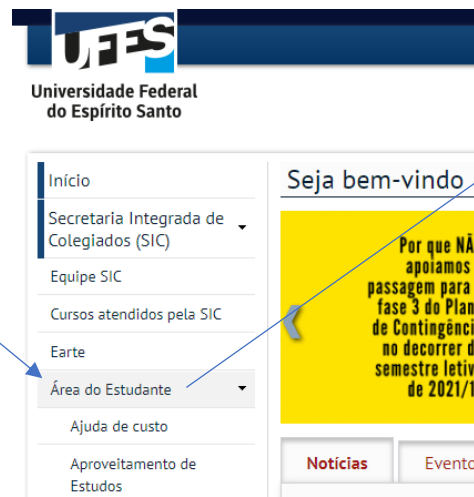 UFES
Universidade Federal
do Espírito Santo
Início
Secretaria Integrada de
Colegiados (SIC)
Equipe SIC
Cursos atendidos pela SIC
Earte
Área do Estudante
Ajuda de custo
Aproveitamento de
Estudos
Seja bem-vindo
Por que NÃ
apoiamos
passagem para
fase 3 do Plan
de Contingênci
no decorrer d
semestre letiv
de 2021/1
Notícias
Evento